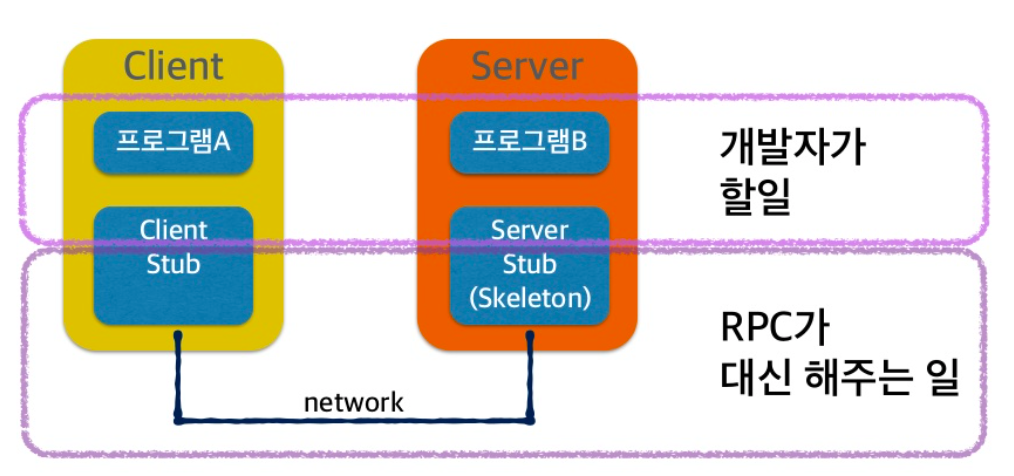 Client
Server
프로그램A
프로그램B
개발자가
할일
Client
Stub
Server
Stub
(Skeleton)
RPC가
대신 해주는 일
network